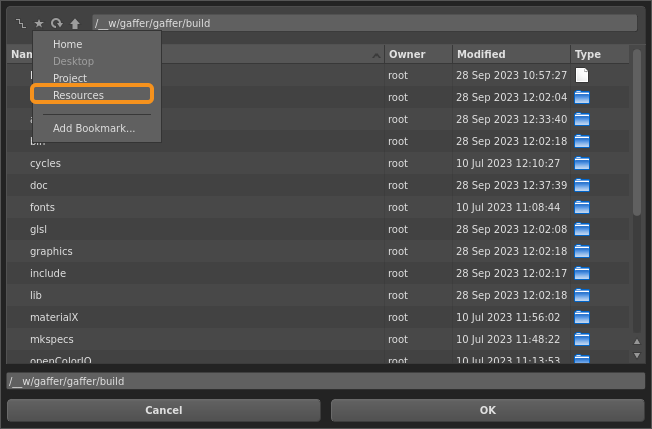 /__w/gaffer/gaffer/build
Owner Modified Type
Home
Desktop
Project
Resources
Add Bookmark...
root 28 Sep 2023 10:57:27
root 28 Sep 2023 12:02:04
root 28 Sep 2023 12:33:40
bin root 28 Sep 2023 12:02:18
cycles root 10 Jul 2023 12:10:27
doc root 28 Sep 2023 12:37:39
fonts root 10 Jul 2023 11:08:44
glsl root 28 Sep 2023 12:02:08
graphics root 28 Sep 2023 12:02:18
include root 28 Sep 2023 12:02:17
lib root 28 Sep 2023 12:02:18
materialX root 10 Jul 2023 11:56:02
mkspecs root 10 Jul 2023 11:48:22
openColorIO root 10 Jul 2023 11:13:53
/__w/gaffer/gaffer/build
Cancel OK